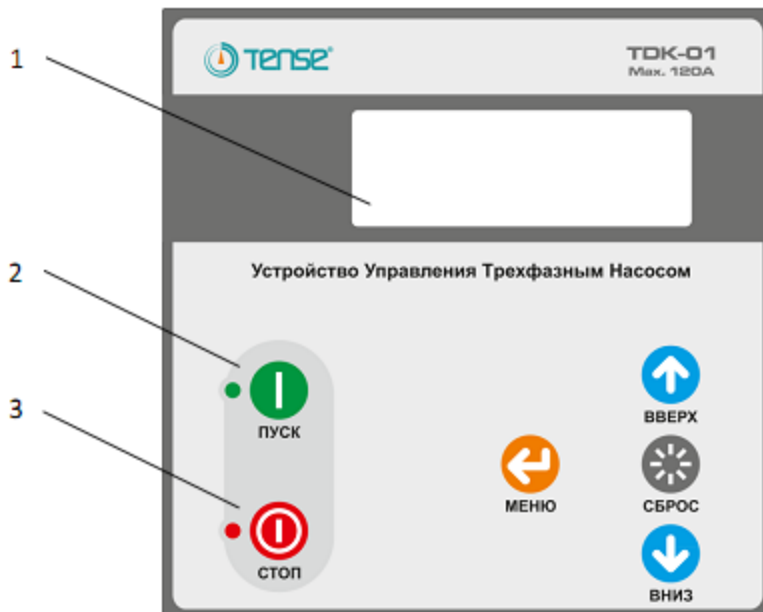 1
TENSE®
TDK-01
Max. 120A
Устройство Управления Трехфазным Насосом
2
ПУСК
ВВЕРХ
3
МЕНЮ
СБРОС
СТОП
ВНИЗ